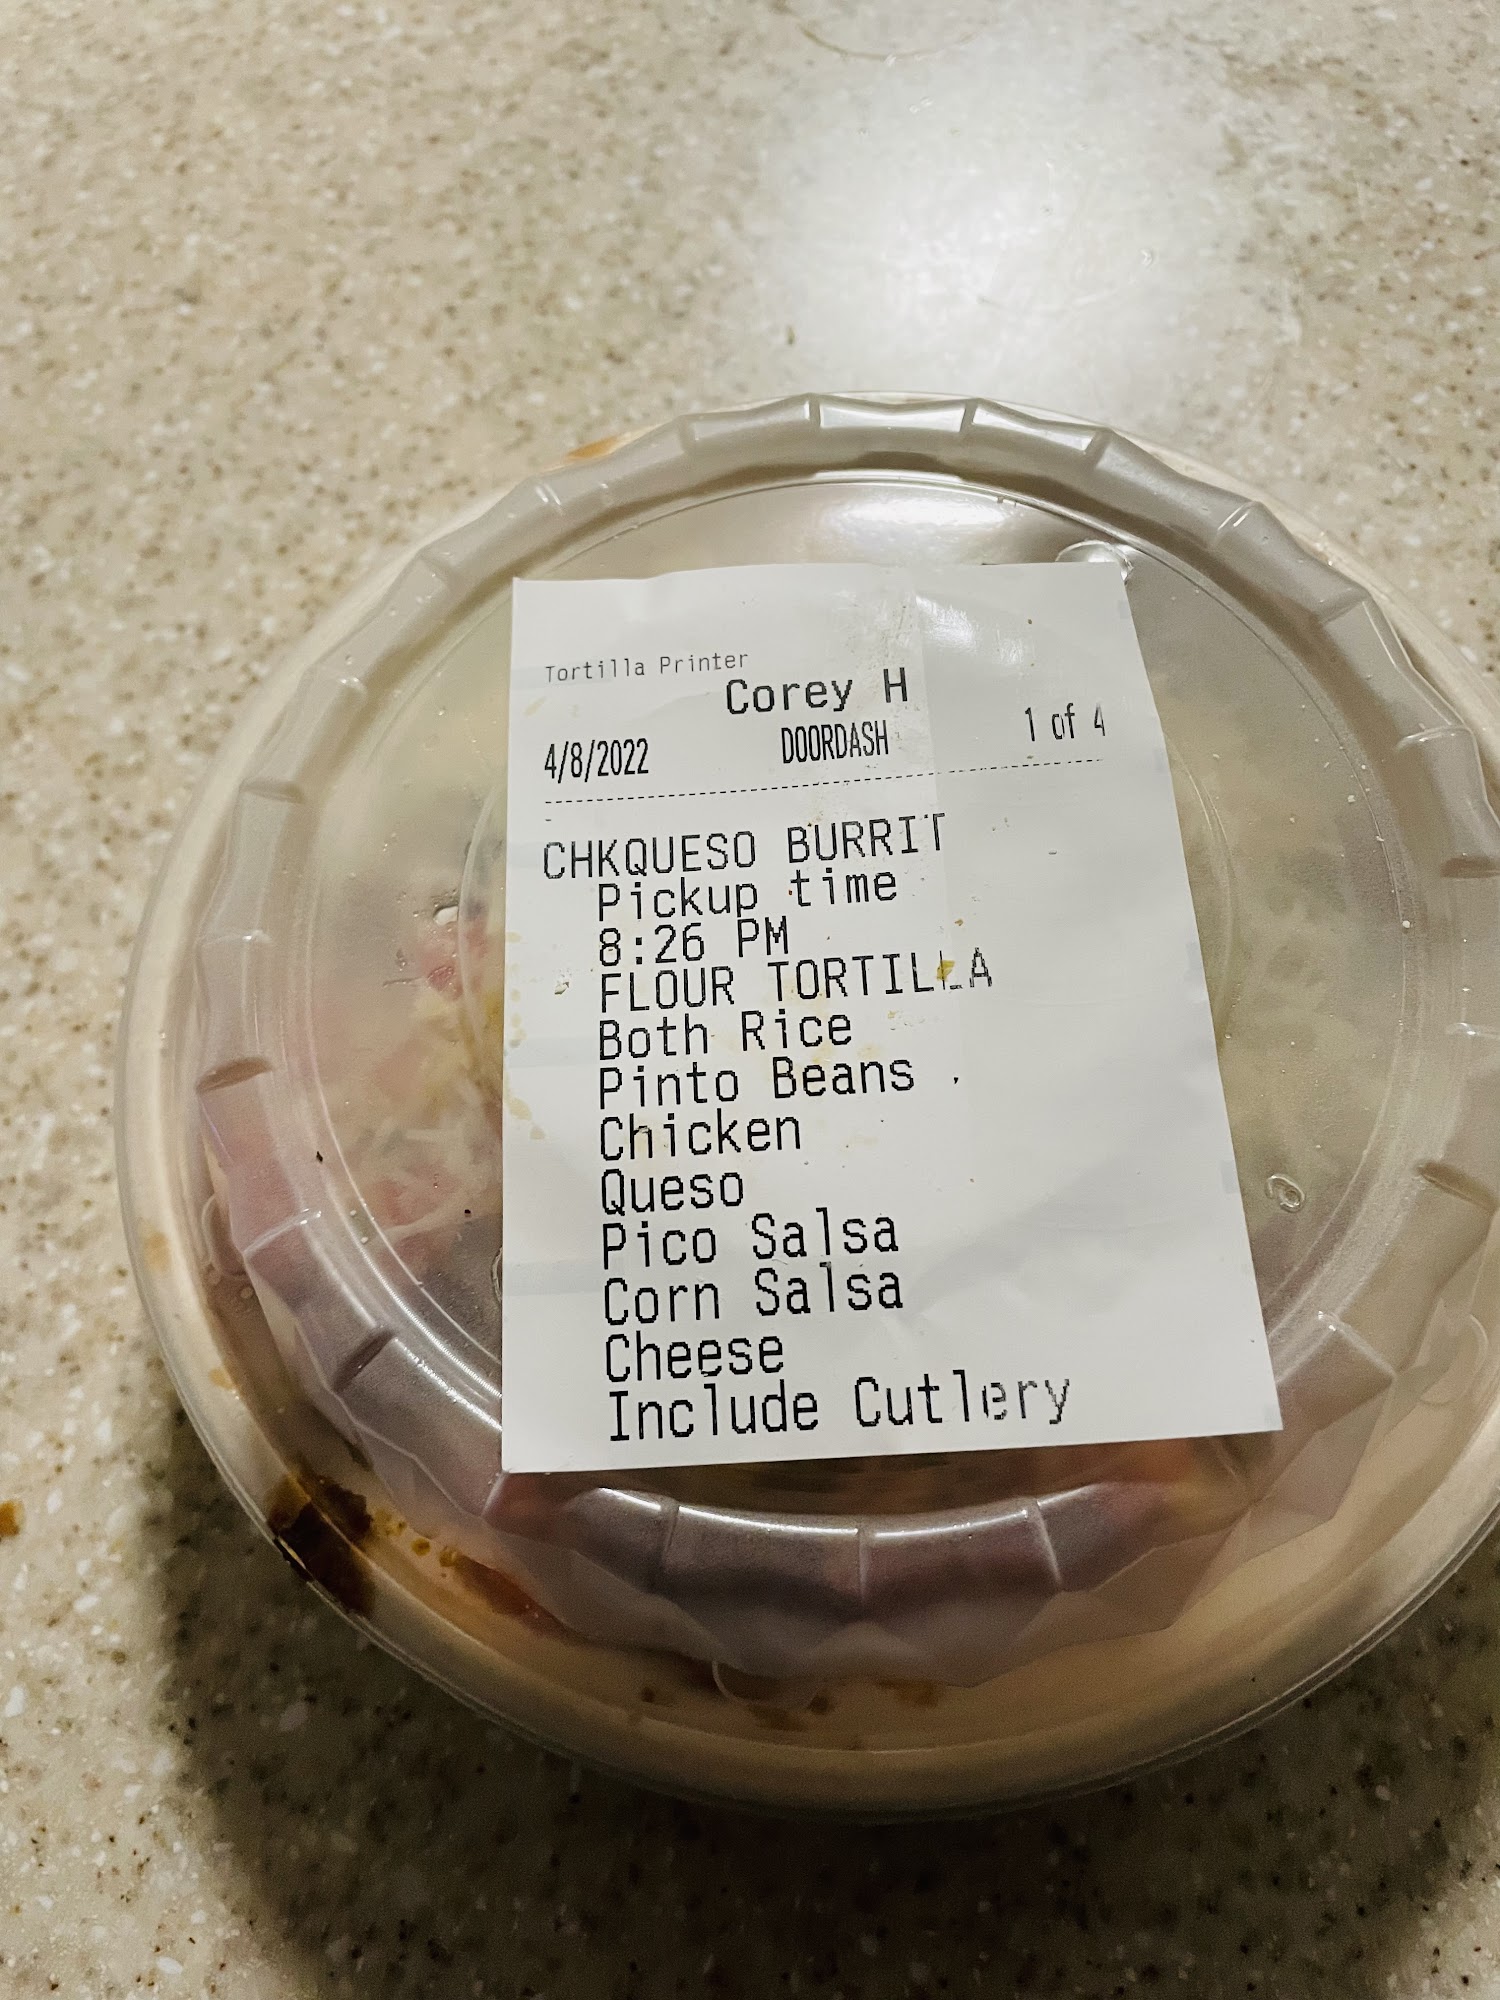 Tortilla Printer
Corey H
4/8/2022 DOORDASH 1 of 4
CHKQUESO BURRIT
Pickup time
8:26 PM
FLOUR TORTILLA
Both Rice
Pinto Beans
Chicken
Queso
Pico Salsa
Corn Salsa
Cheese
Include Cutlery